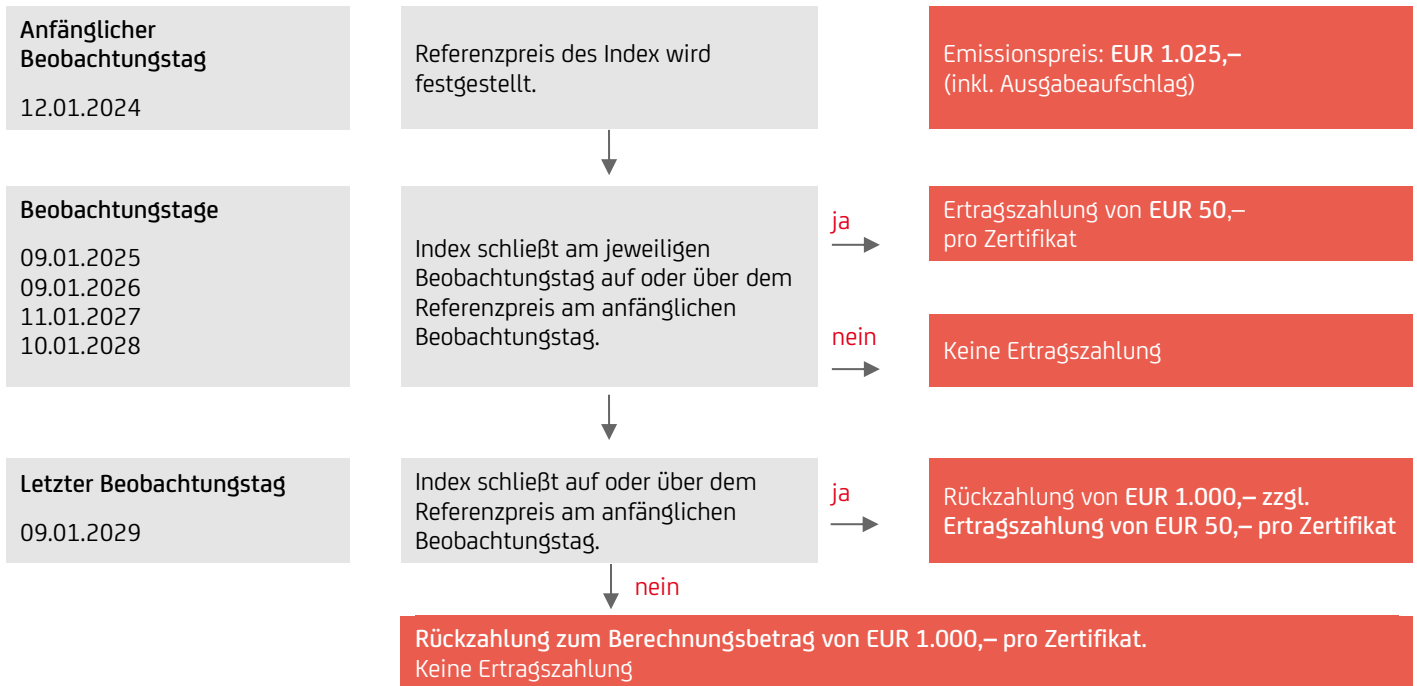 Anfänglicher
Beobachtungstag
12.01.2024
Referenzpreis des Index wird
festgestellt.
Emissionspreis: EUR 1.025,–
(inkl. Ausgabeaufschlag)
Beobachtungstage
09.01.2025
09.01.2026
11.01.2027
10.01.2028
Index schließt am jeweiligen
Beobachtungstag auf oder über dem
Referenzpreis am anfänglichen
Beobachtungstag.
ja
Ertragszahlung von EUR 50,–
pro Zertifikat
nein
Keine Ertragszahlung
Letzter Beobachtungstag
09.01.2029
Index schließt auf oder über dem
Referenzpreis am anfänglichen
Beobachtungstag.
ja
Rückzahlung von EUR 1.000,– zzgl.
Ertragszahlung von EUR 50,– pro Zertifikat
nein
Rückzahlung zum Berechnungsbetrag von EUR 1.000,– pro Zertifikat.
Keine Ertragszahlung